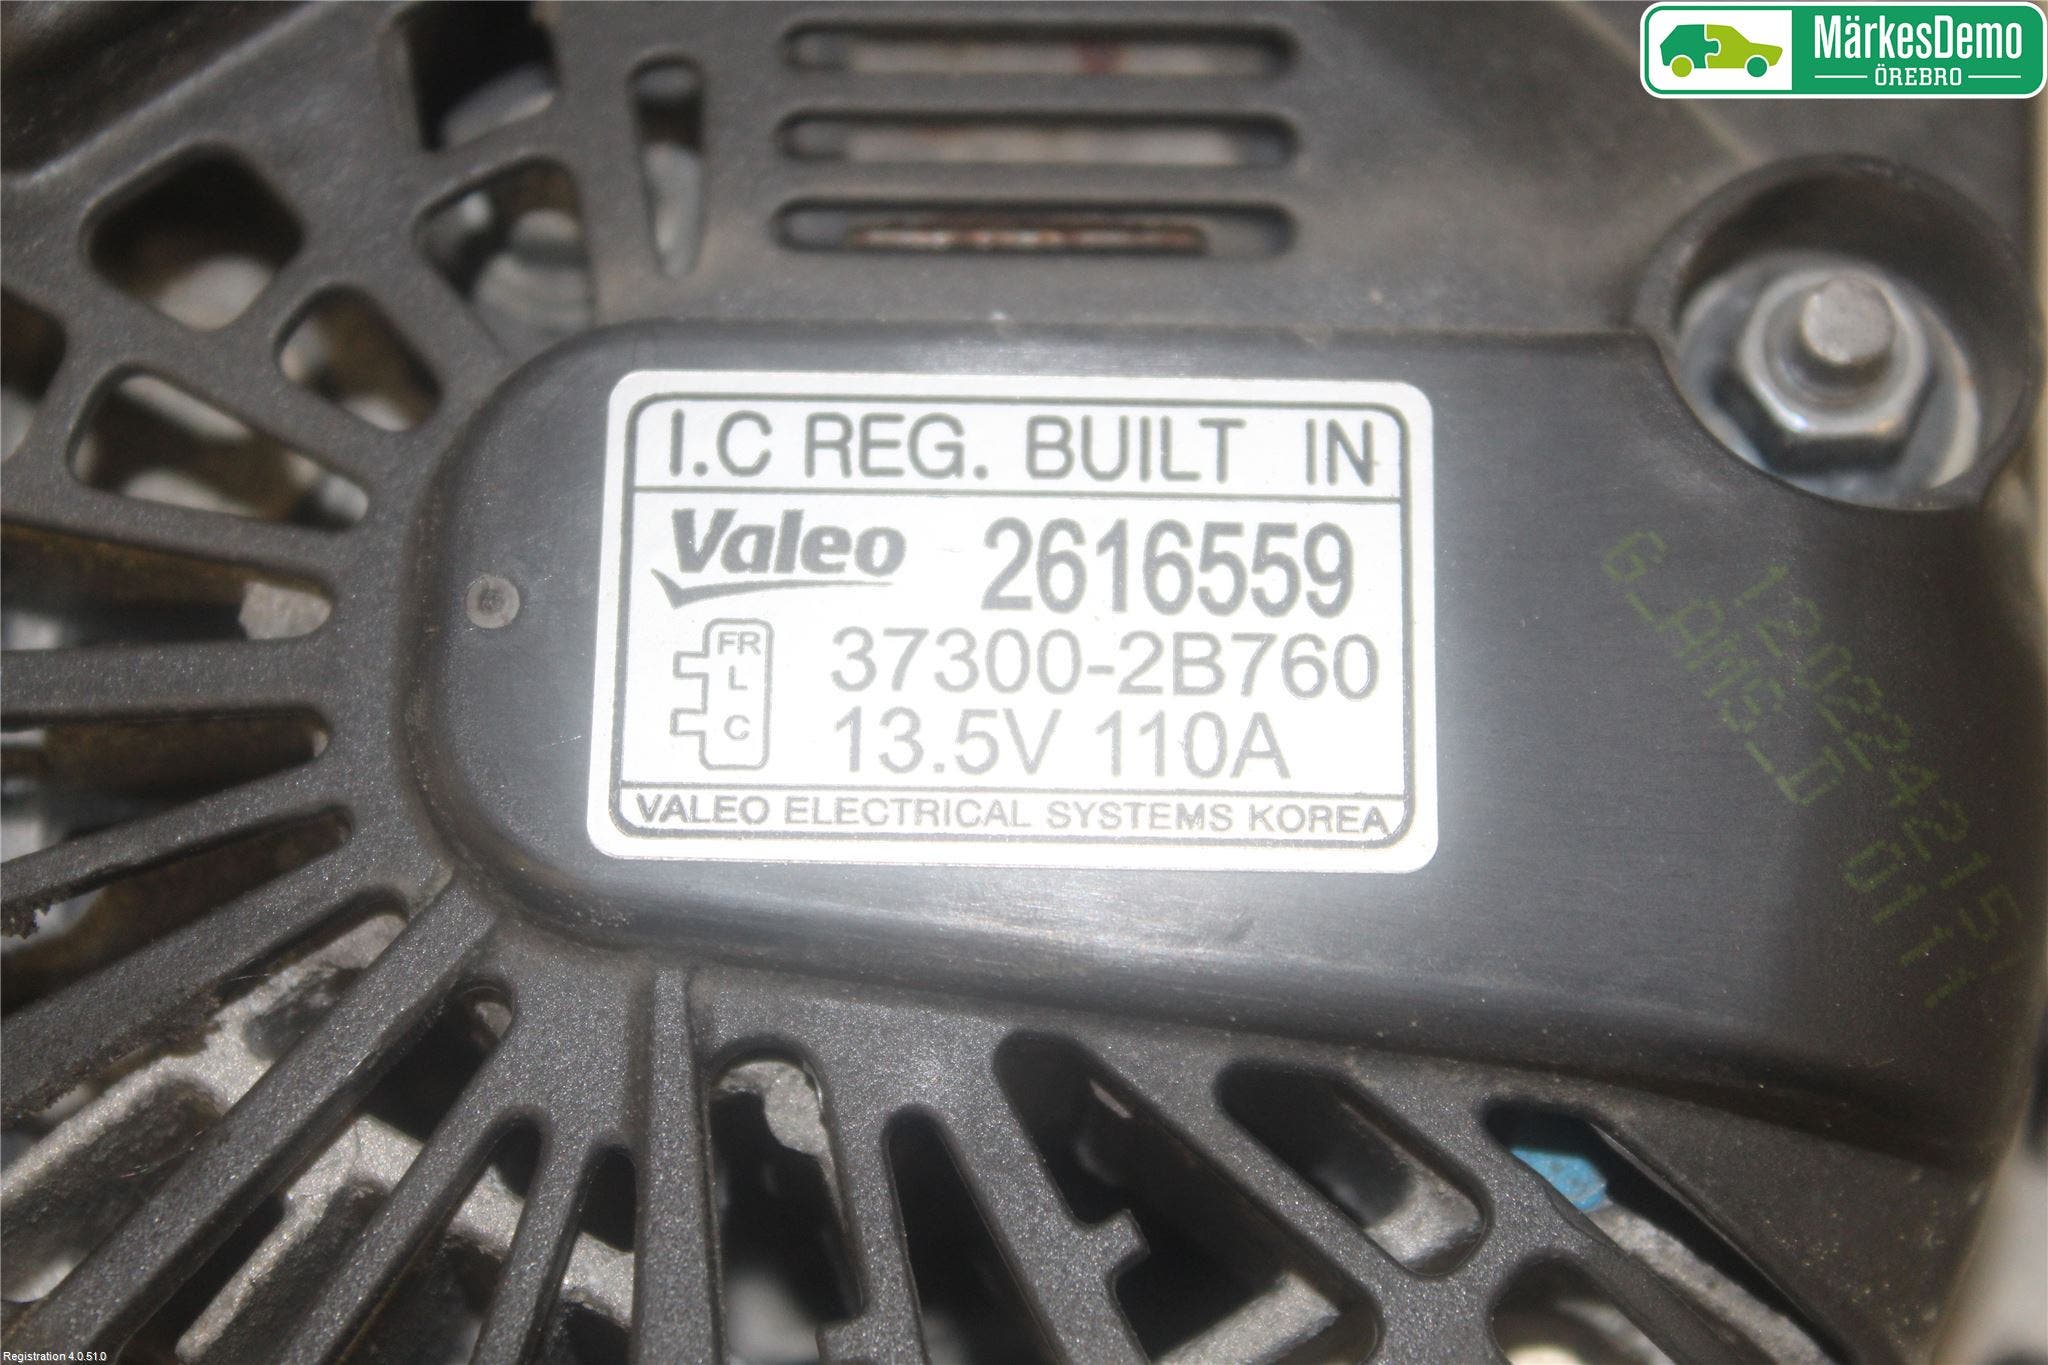 MärkesDemo
ÖREBRO
I.C REG. BUILT IN
Valeo 2616559
FR
L
C
37300-2B760
13.5V 110A
VALEO ELECTRICAL SYSTEMS KOREA
G_AMS_D
Registration 4.0.51.0